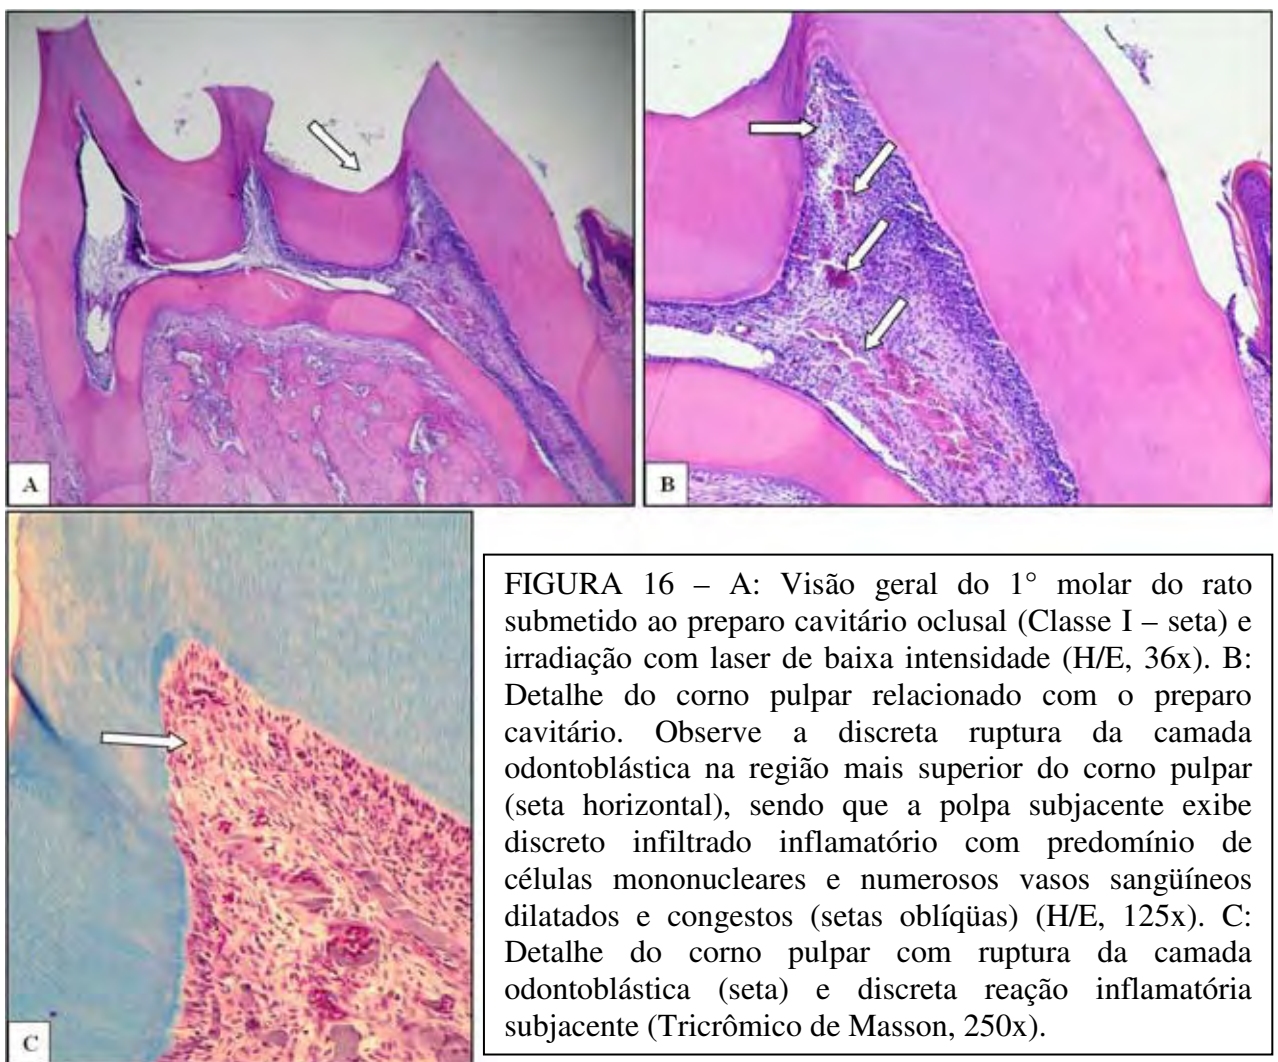 A
B
C
FIGURA 16 – A: Visão geral do 1° molar do rato
submetido ao preparo cavitário oclusal (Classe I – seta) e
irradiação com laser de baixa intensidade (H/E, 36x). B:
Detalhe do corno pulpar relacionado com o preparo
cavitário. Observe a discreta ruptura da camada
odontoblástica na região mais superior do corno pulpar
(seta horizontal), sendo que a polpa subjacente exibe
discreto infiltrado inflamatório com predomínio de
células mononucleares e numerosos vasos sangüíneos
dilatados e congestos (setas oblíqüas) (H/E, 125x). C:
Detalhe do corno pulpar com ruptura da camada
odontoblástica (seta) e discreta reação inflamatória
subjacente (Tricrômico de Masson, 250x).